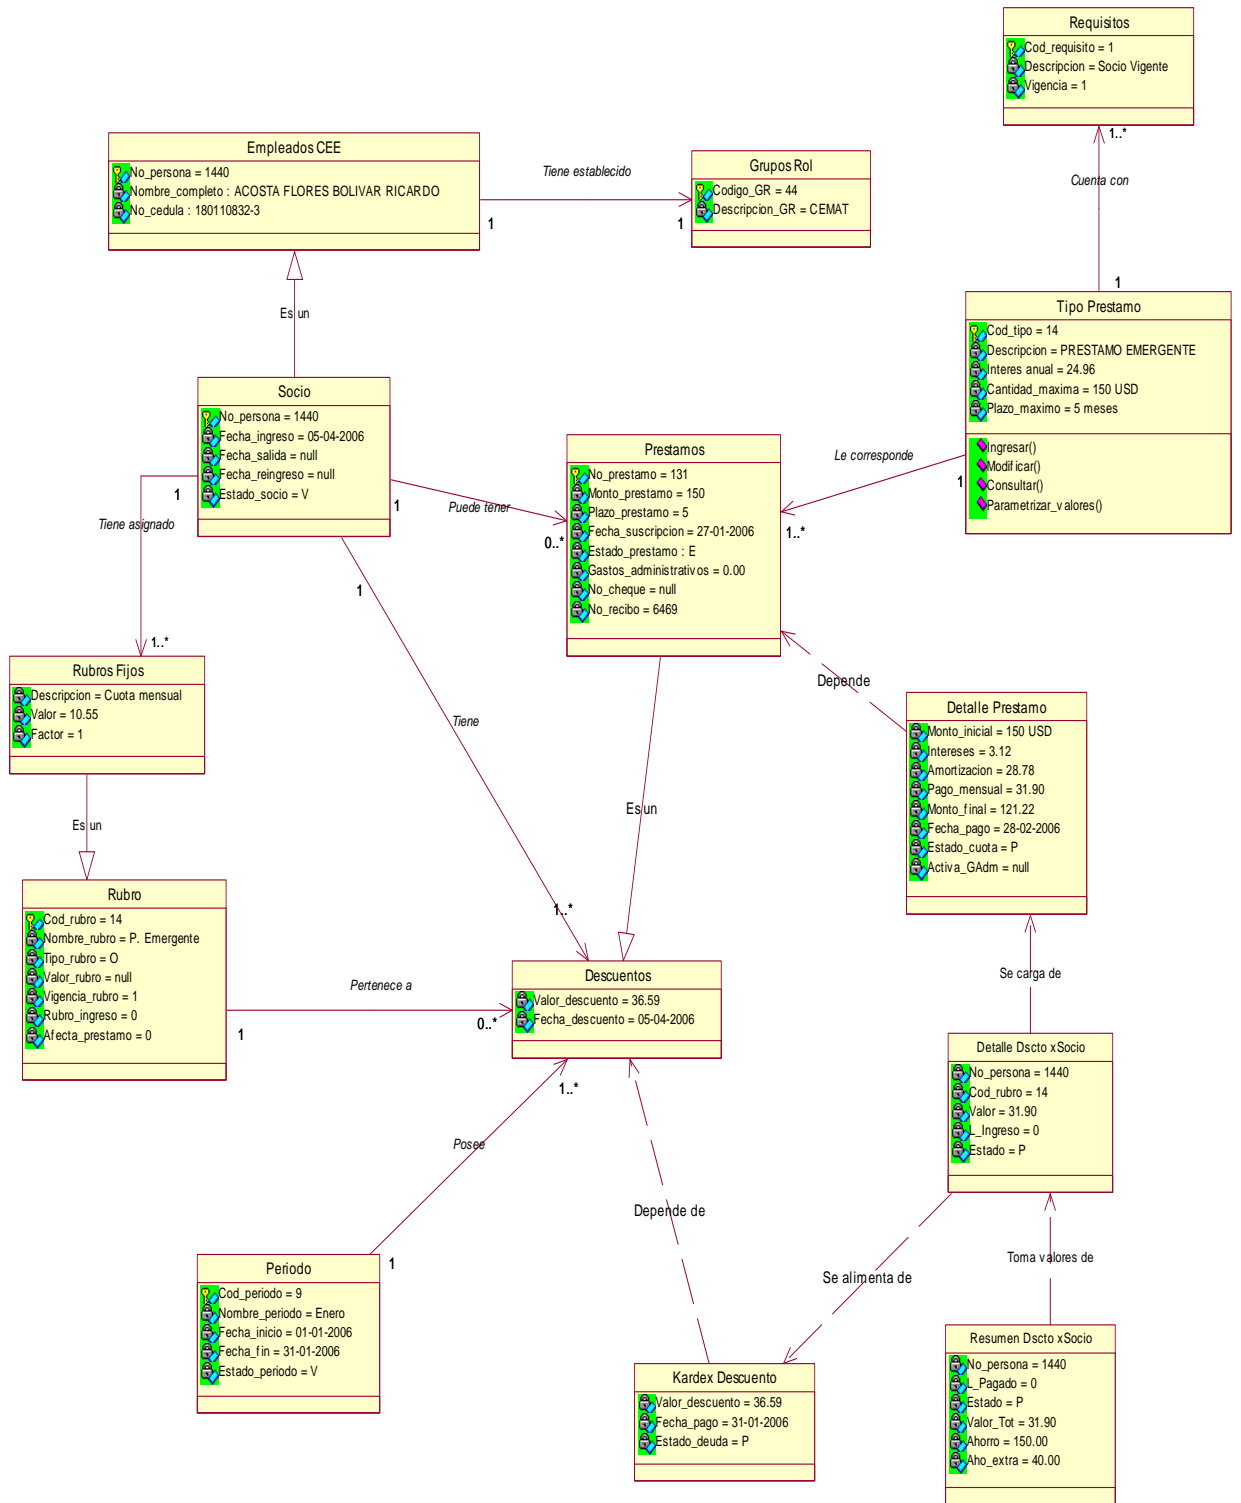 Requisitos
Cod_requisito = 1
Descripcion = Socio Vigente
Vigencia = 1
1..*
Cuenta con
1
Empleados CEE
No_persona = 1440
Nombre_completo : ACOSTA FLORES BOLIVAR RICARDO
No_cedula : 180110832-3
Tiene establecido
1
1
Grupos Rol
Codigo_GR = 44
Descripcion_GR = CEMAT
Es un
Tipo Prestamo
Cod_tipo = 14
Descripcion = PRESTAMO EMERGENTE
Interes anual = 24.96
Cantidad_maxima = 150 USD
Plazo_maximo = 5 meses
Ingresar()
Modificar()
Consultar()
Parametrizar_valores()
Socio
No_persona = 1440
Fecha_ingreso = 05-04-2006
Fecha_salida = null
Fecha_reingreso = null
Estado_socio = V
1
Tiene asignado
1..*
1
Puede tener
0..*
Prestamos
No_prestamo = 131
Monto_prestamo = 150
Plazo_prestamo = 5
Fecha_suscripcion = 27-01-2006
Estado_prestamo : E
Gastos_administrativos = 0.00
No_cheque = null
No_recibo = 6469
Le corresponde
1
1..*
1
Tiene
1..*
Rubros Fijos
Descripcion = Cuota mensual
Valor = 10.55
Factor = 1
Es un
Depende
Detalle Prestamo
Monto_inicial = 150 USD
Intereses = 3.12
Amortizacion = 28.78
Pago_mensual = 31.90
Monto_final = 121.22
Fecha_pago = 28-02-2006
Estado_cuota = P
Activa_GAdm = null
Es un
Rubro
Cod_rubro = 14
Nombre_rubro = P. Emergente
Tipo_rubro = O
Valor_rubro = null
Vigencia_rubro = 1
Rubro_ingreso = 0
Afecta_prestamo = 0
Pertenece a
1
0..*
Descuentos
Valor_descuento = 36.59
Fecha_descuento = 05-04-2006
1..*
Se carga de
Detalle Dscto xSocio
No_persona = 1440
Cod_rubro = 14
Valor = 31.90
L_Ingreso = 0
Estado = P
Posee
1
Depende de
Se alimenta de
Toma valores de
Periodo
Cod_periodo = 9
Nombre_periodo = Enero
Fecha_inicio = 01-01-2006
Fecha_fin = 31-01-2006
Estado_periodo = V
Kardex Descuento
Valor_descuento = 36.59
Fecha_pago = 31-01-2006
Estado_deuda = P
Resumen Dscto xSocio
No_persona = 1440
L_Pagado = 0
Estado = P
Valor_Tot = 31.90
Ahorro = 150.00
Aho_extra = 40.00